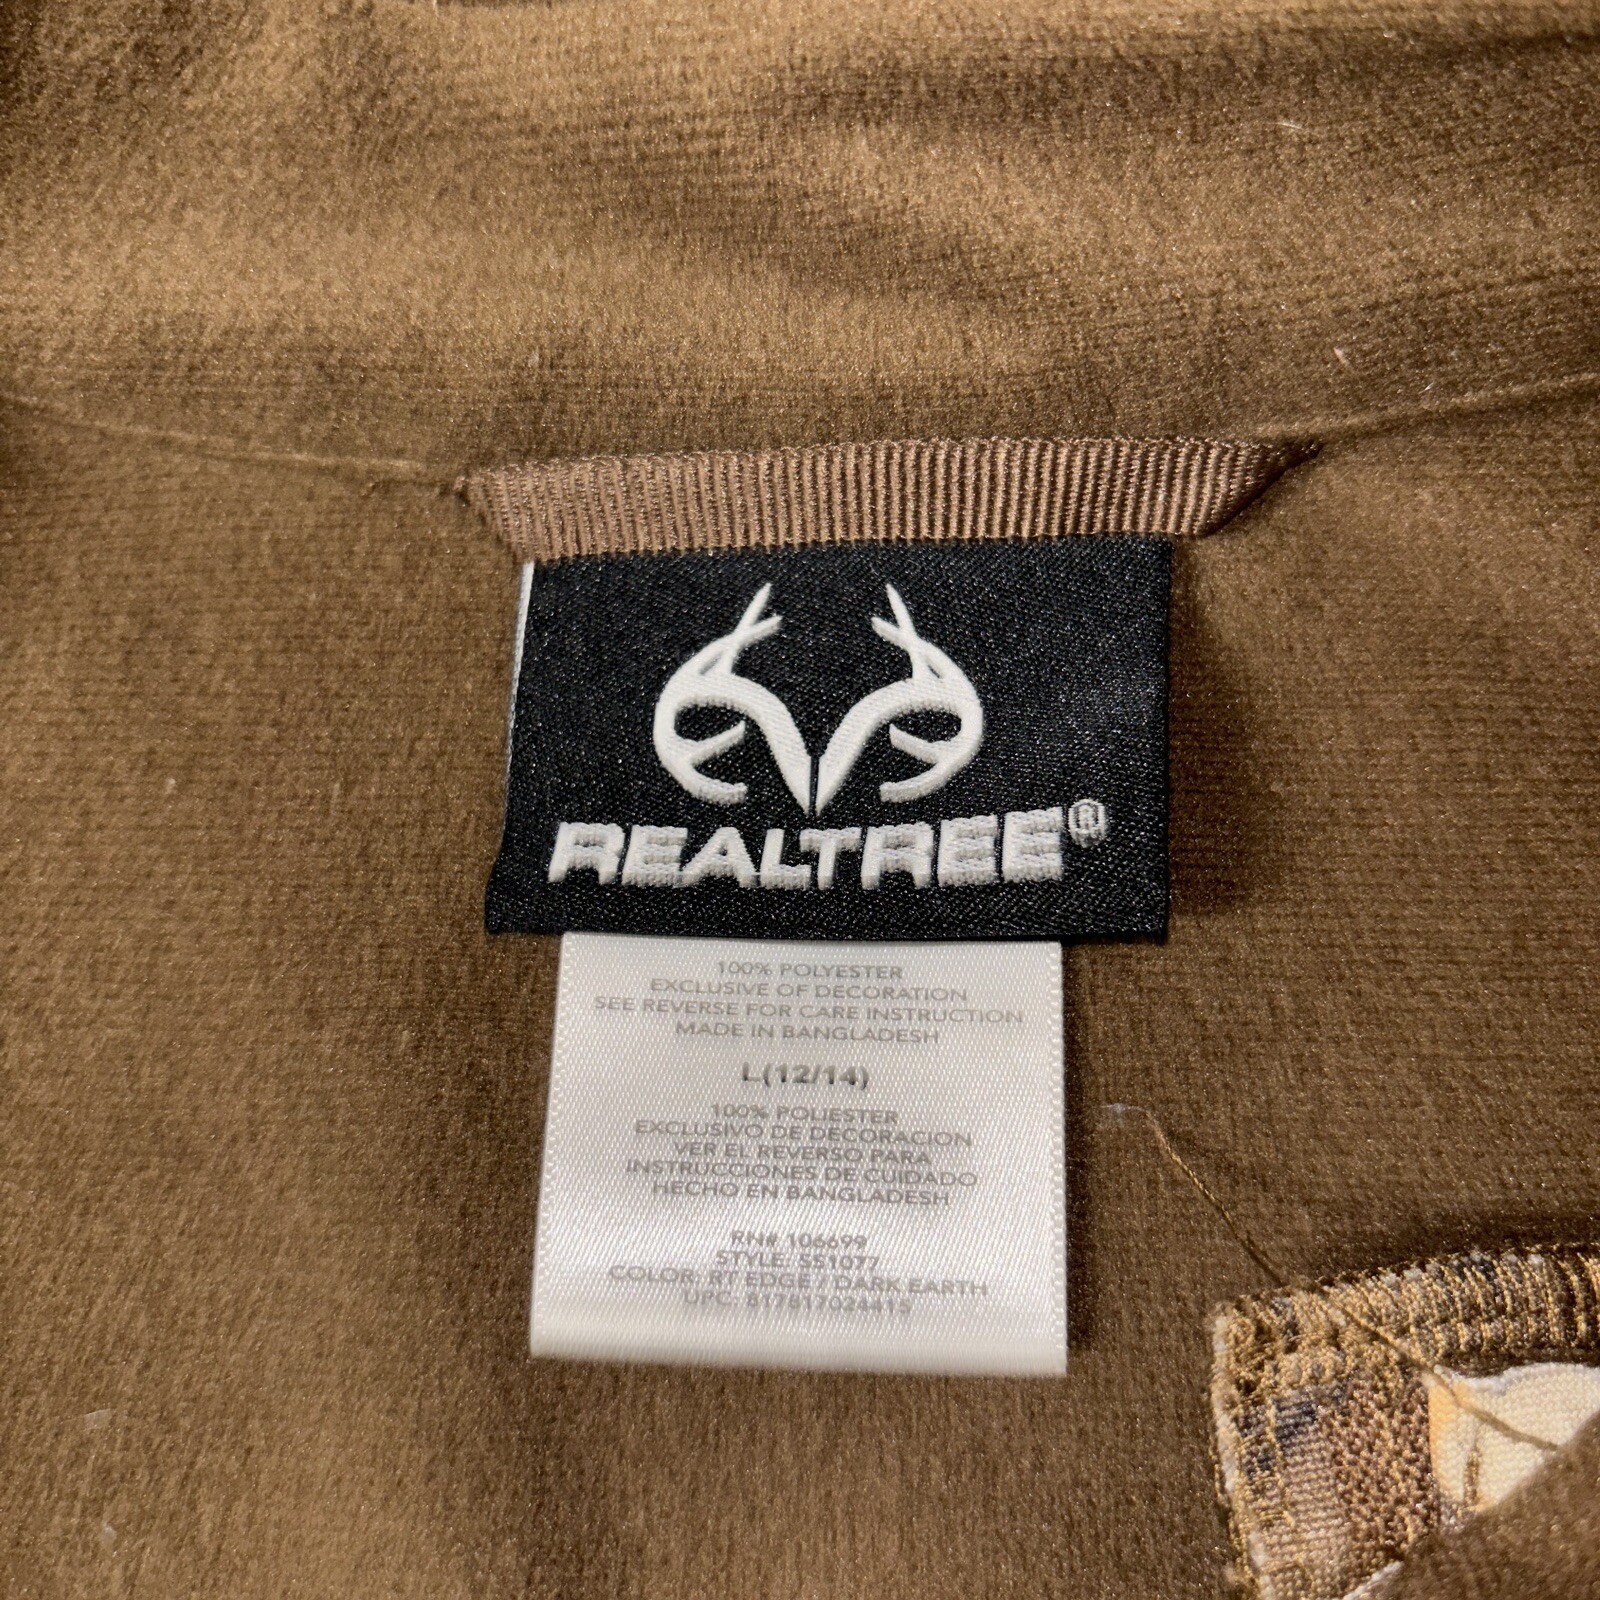 REALTREE®
100% POLYESTER
EXCLUSIVE OF DECORATION
SEE REVERSE FOR CARE INSTRUCTION
MADE IN BANGLADESH
L(12/14)
100% POLIESTER
EXCLUSIVO DE DECORACION
VER EL REVERSO PARA
INSTRUCCIONES DE CUIDADO
HECHO EN BANGLADESH
RN# 106699
STYLE: SS1077
COLOR: RT EDGE / DARK EARTH
UPC: 817817024415